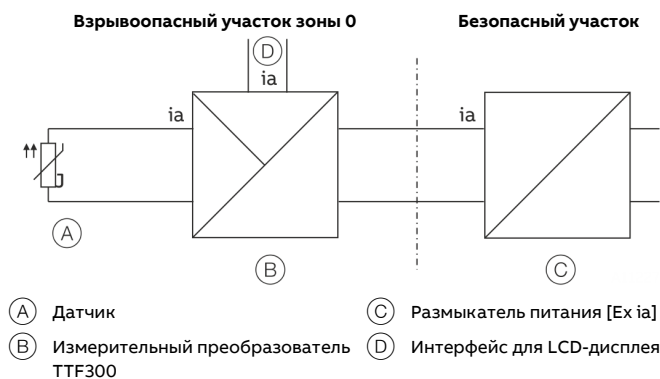 Взрывоопасный участок зоны 0
Безопасный участок
D
ia
ia
ia
A
B
C
A Датчик
B Измерительный преобразователь
TTF300
C Размыкатель питания [Ex ia]
D Интерфейс для LCD-дисплея